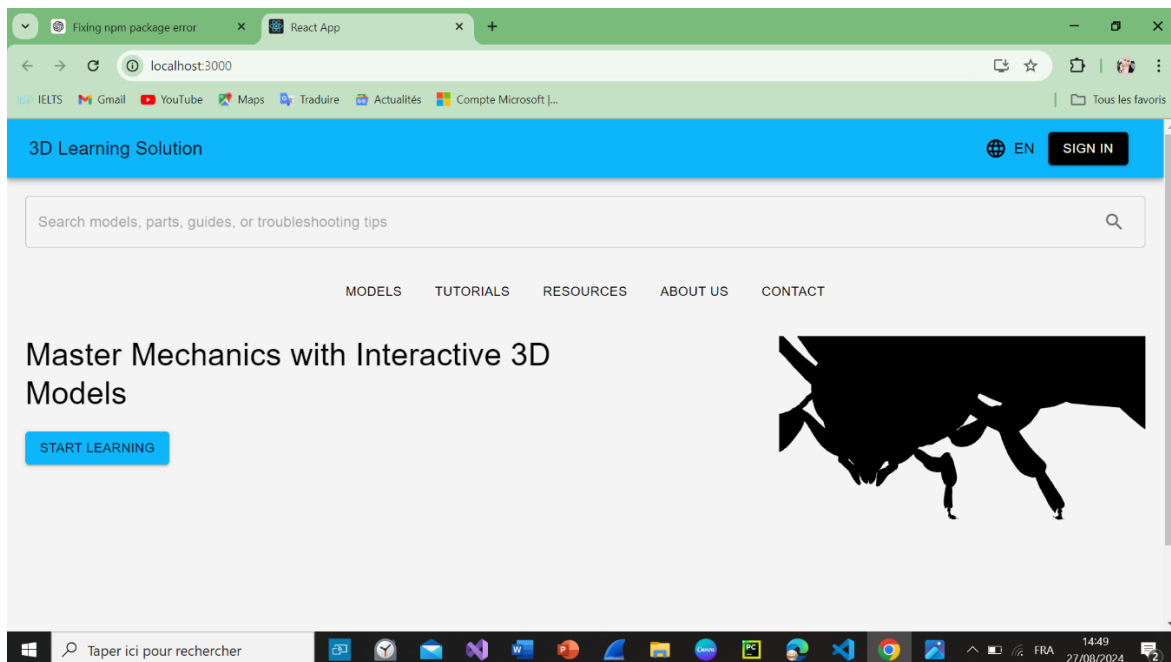 Fixing npm package error
React App
localhost:3000
IELTS Gmail YouTube Maps Traduire Actualités Compte Microsoft |... Tous les favoris
3D Learning Solution EN SIGN IN
Search models, parts, guides, or troubleshooting tips
MODELS TUTORIALS RESOURCES ABOUT US CONTACT
Master Mechanics with Interactive 3D
Models
START LEARNING
Taper ici pour rechercher
FRA
14:49
27/08/2024
2